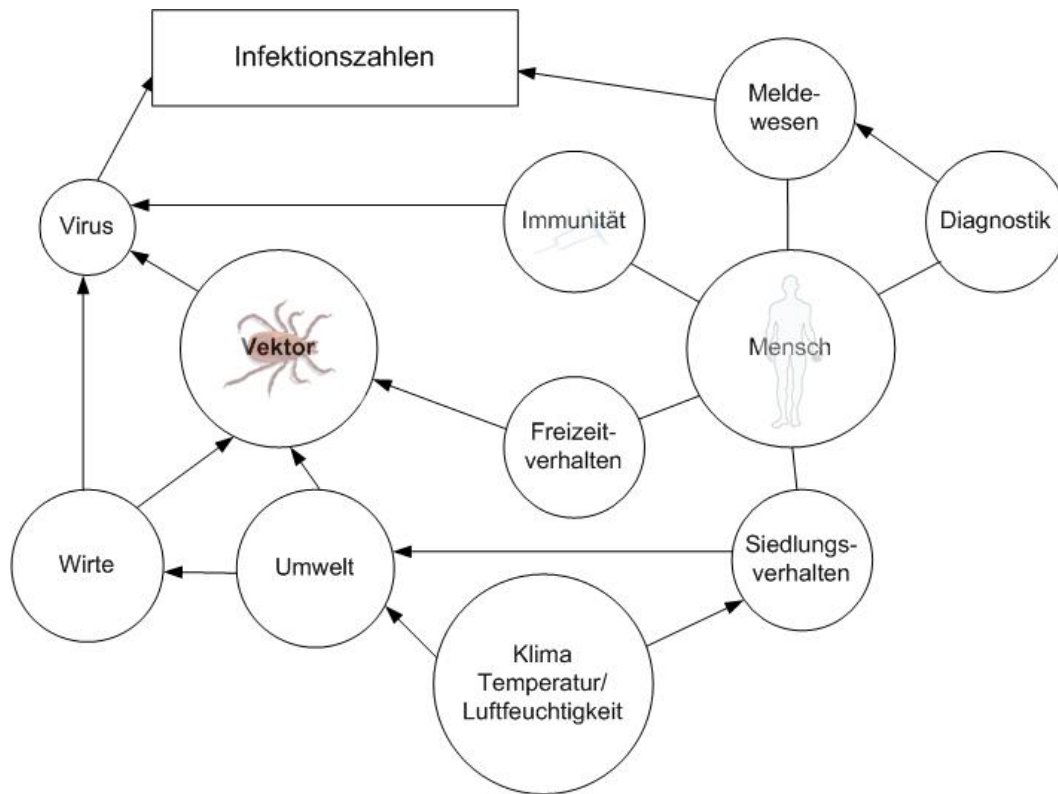 Infektionszahlen
Melde-
wesen
Virus
Immunität
Diagnostik
Vektor
Mensch
Freizeit-
verhalten
Wirte
Umwelt
Siedlungs-
verhalten
Klima
Temperatur/
Luftfeuchtigkeit